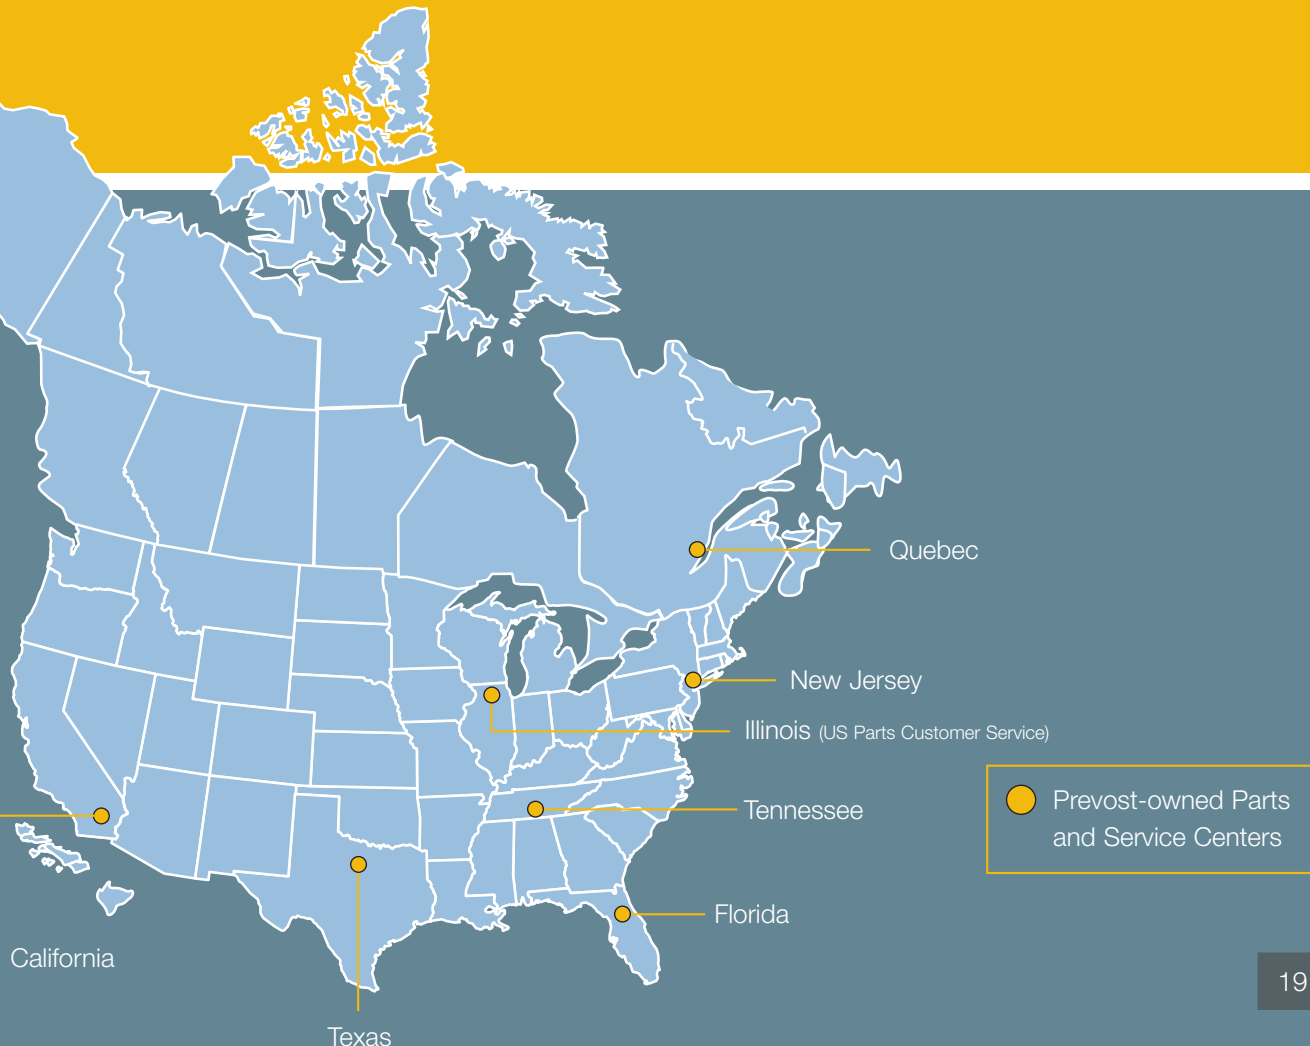 Quebec
New Jersey
Illinois (US Parts Customer Service)
Prevost-owned Parts
and Service Centers
Tennessee
Florida
California
19
Texas